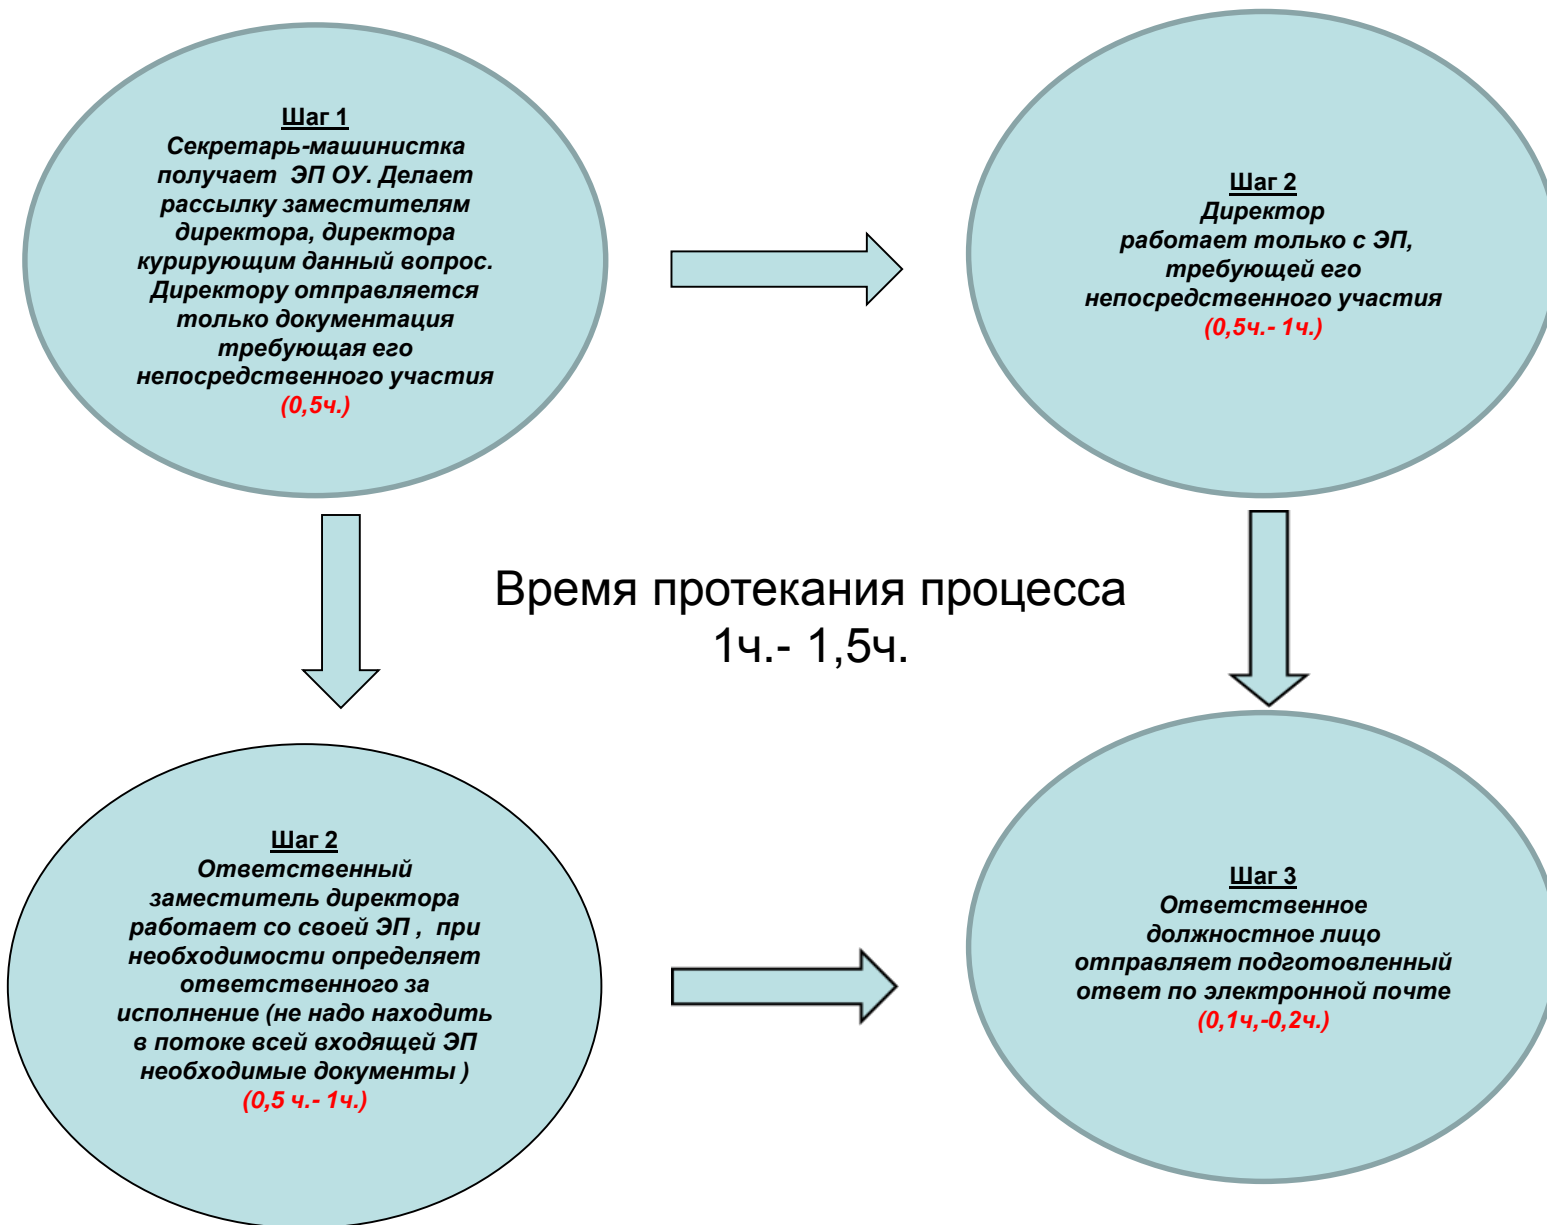 Шаг 1
Секретарь-машинистка
получает ЭП ОУ. Делает
рассылку заместителям
директора, директора
курирующим данный вопрос.
Директору отправляется
только документация
требующая его
непосредственного участия
(0,5ч.)
Шаг 2
Директор
работает только с ЭП,
требующей его
непосредственного участия
(0,5ч.- 1ч.)
Время протекания процесса
1ч.- 1,5ч.
Шаг 2
Ответственный
заместитель директора
работает со своей ЭП , при
необходимости определяет
ответственного за
исполнение (не надо находить
в потоке всей входящей ЭП
необходимые документы )
(0,5 ч.- 1ч.)
Шаг 3
Ответственное
должностное лицо
отправляет подготовленный
ответ по электронной почте
(0,1ч,-0,2ч.)